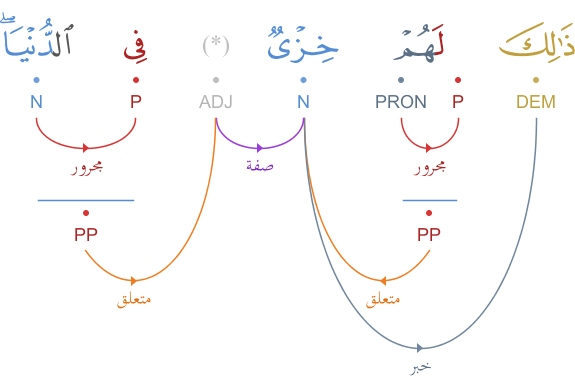 ذَٰلِكَ لَهُمْ خِزْىٌ (*) فِى ٱلدُّنْيَا ۖ
DEM P PRON N ADJ P N
مجرور صفة مجرور
PP PP
متعلق متعلق
خبر